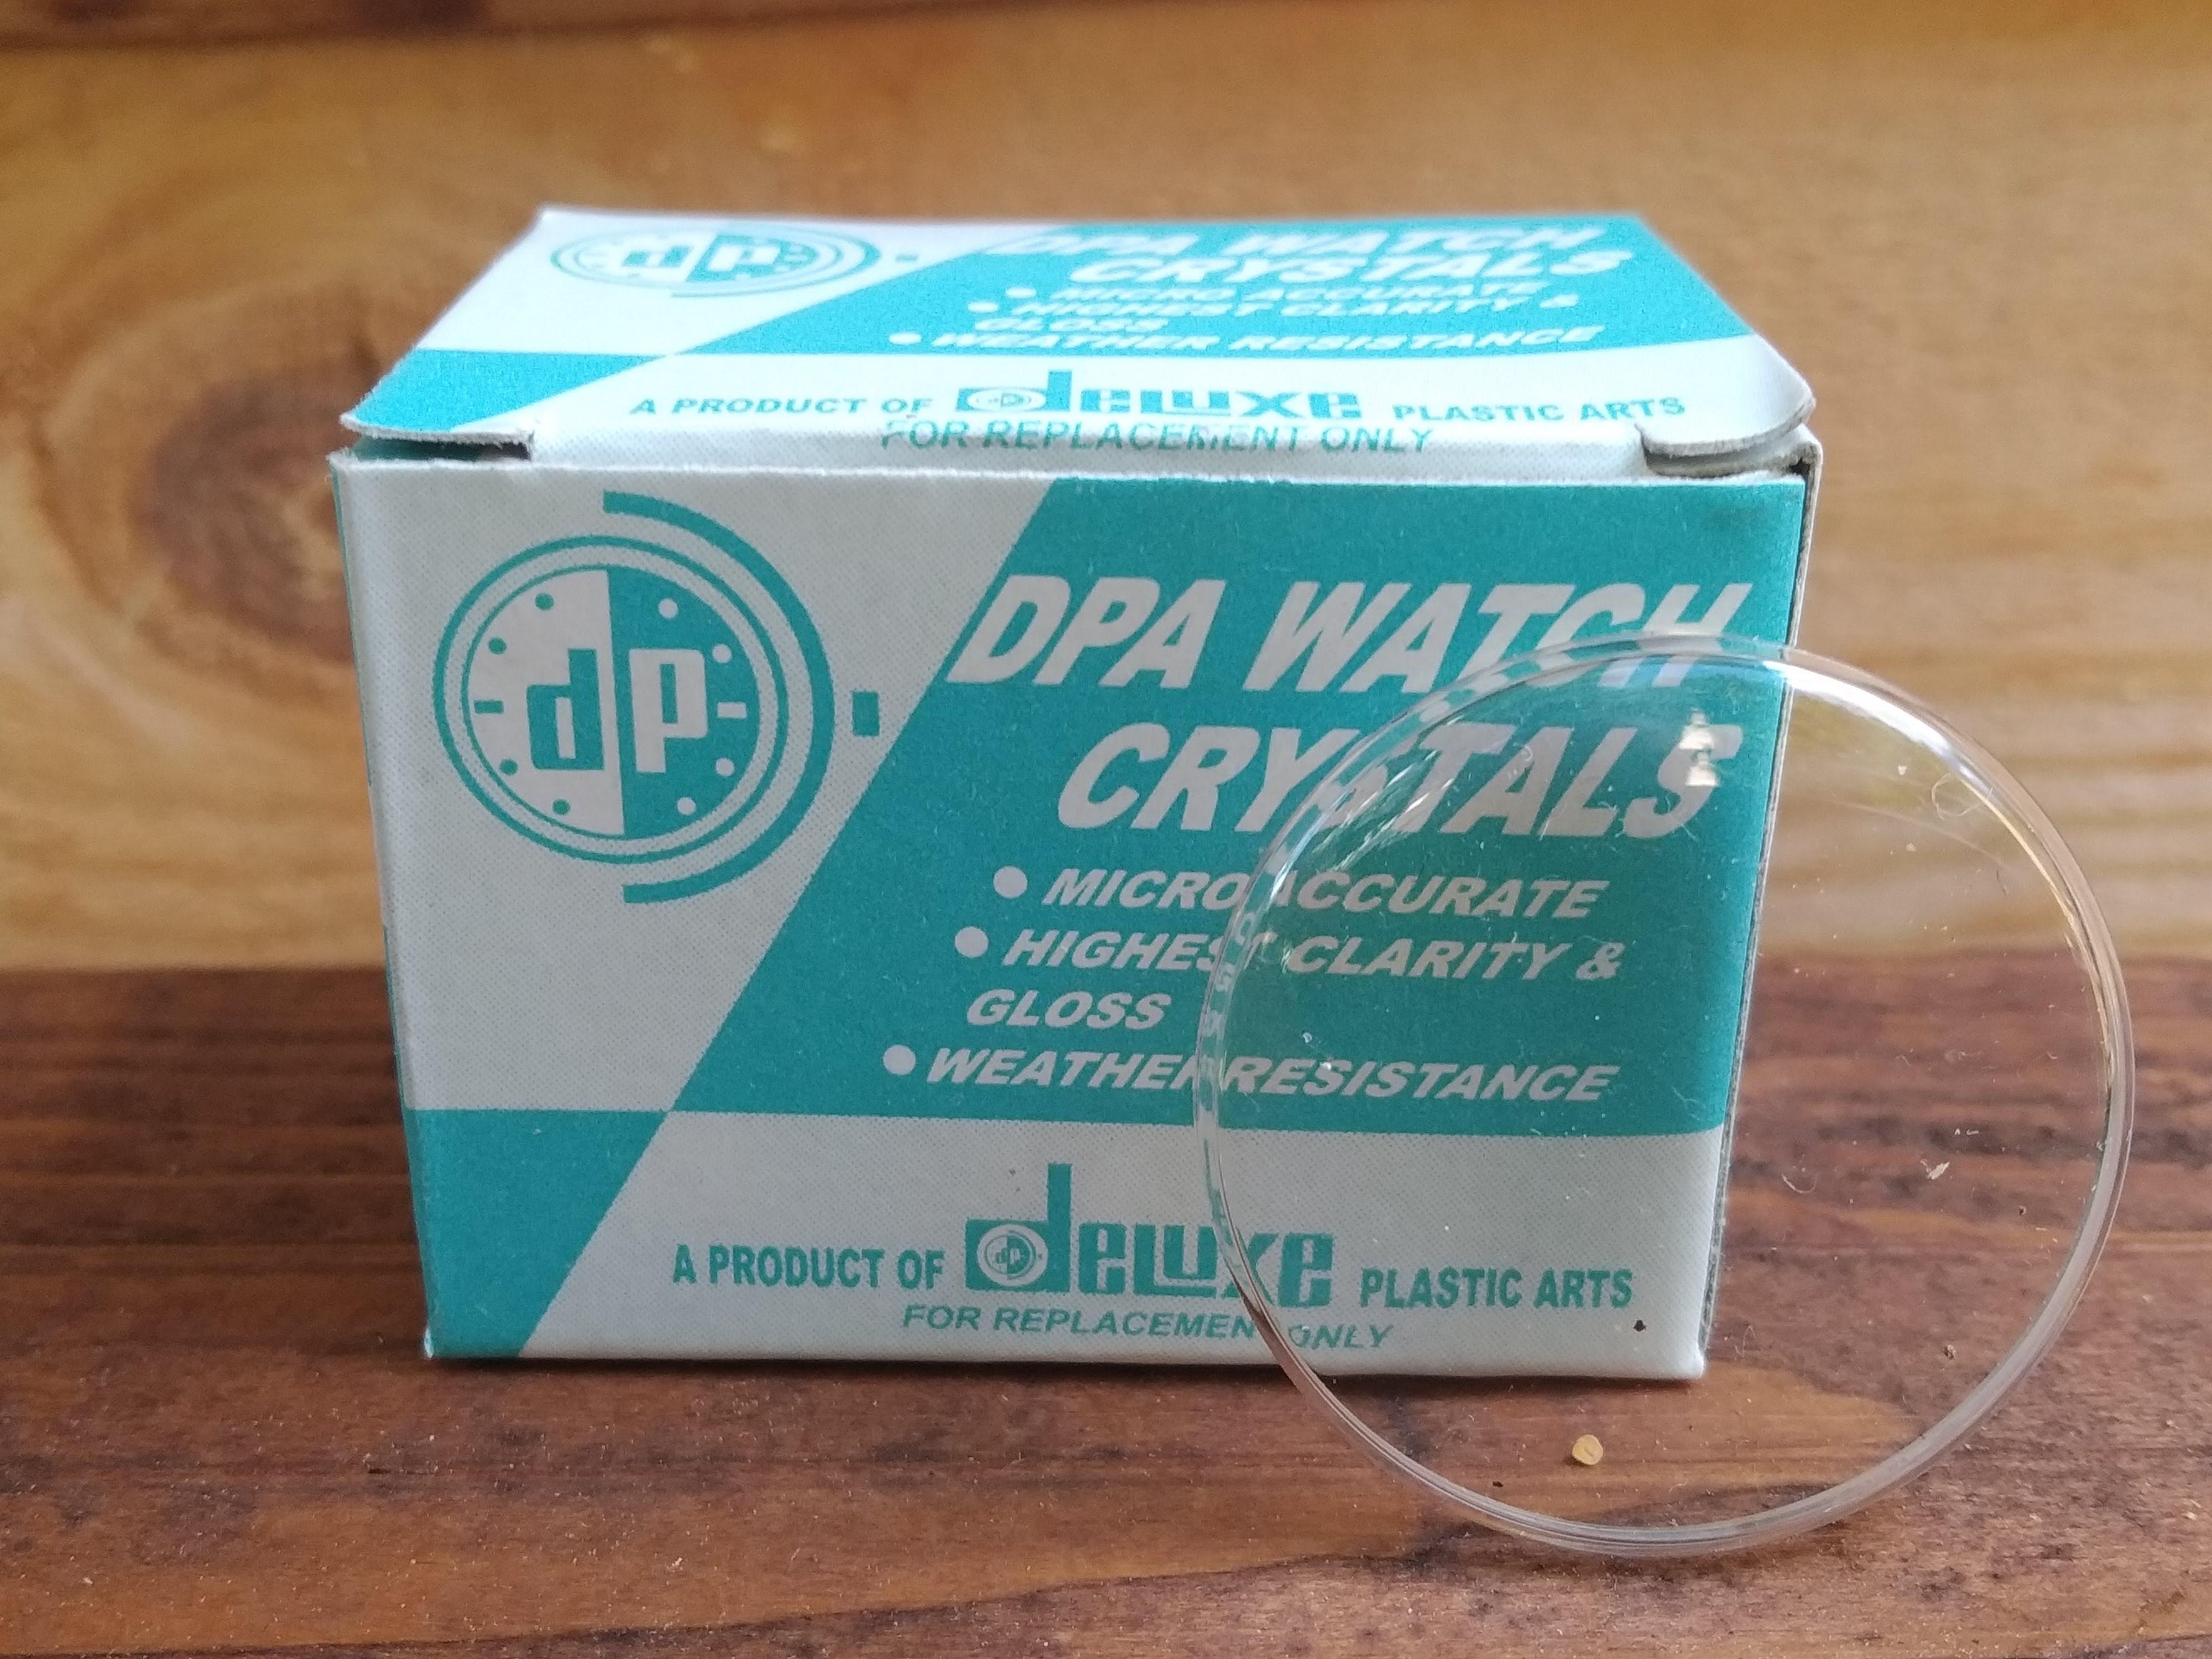 dp
DPA WATCH
CRYSTALS
• MICRO ACCURATE
• HIGHEST CLARITY &
GLOSS
• WEATHER RESISTANCE
A PRODUCT OF deluxe PLASTIC ARTS
FOR REPLACEMENT ONLY
dp
DPA WATCH
CRYSTALS
• MICRO ACCURATE
• HIGHEST CLARITY &
GLOSS
• WEATHER RESISTANCE
A PRODUCT OF deluxe PLASTIC ARTS
FOR REPLACEMENT ONLY